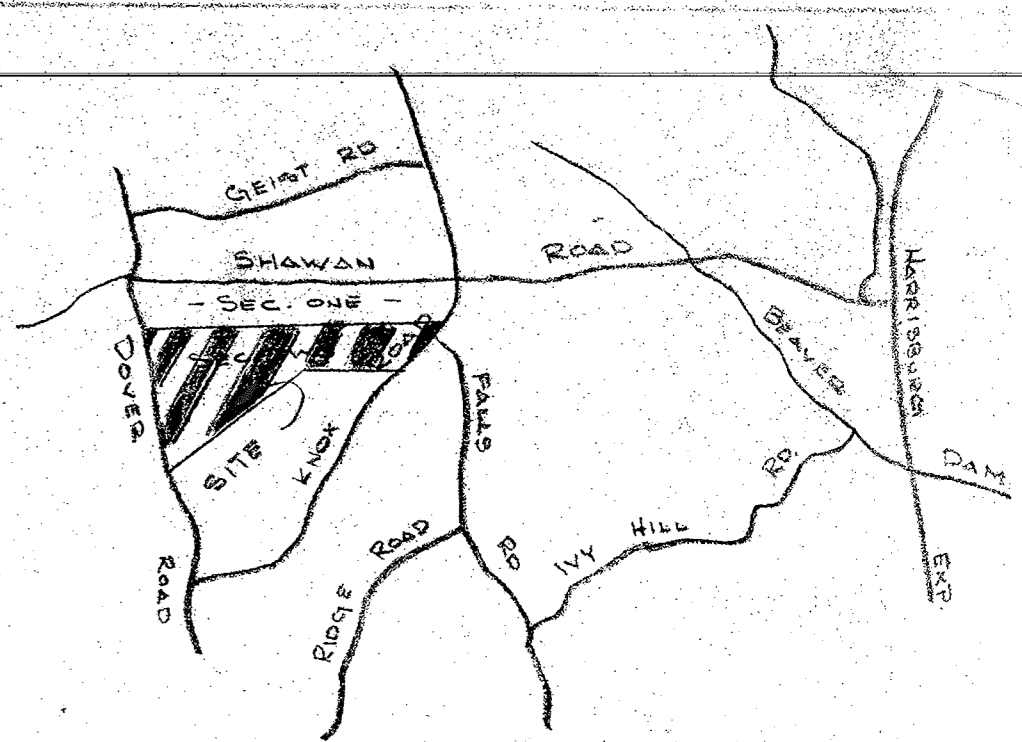 GEIST RD
SHAWAN ROAD
- SEC. ONE -
DOVER ROAD
SITE
KNOX ROAD
FALLS RD
RIDGE ROAD
IVY HILL RD.
BEAVER DAM
HARRISBURG EXP.